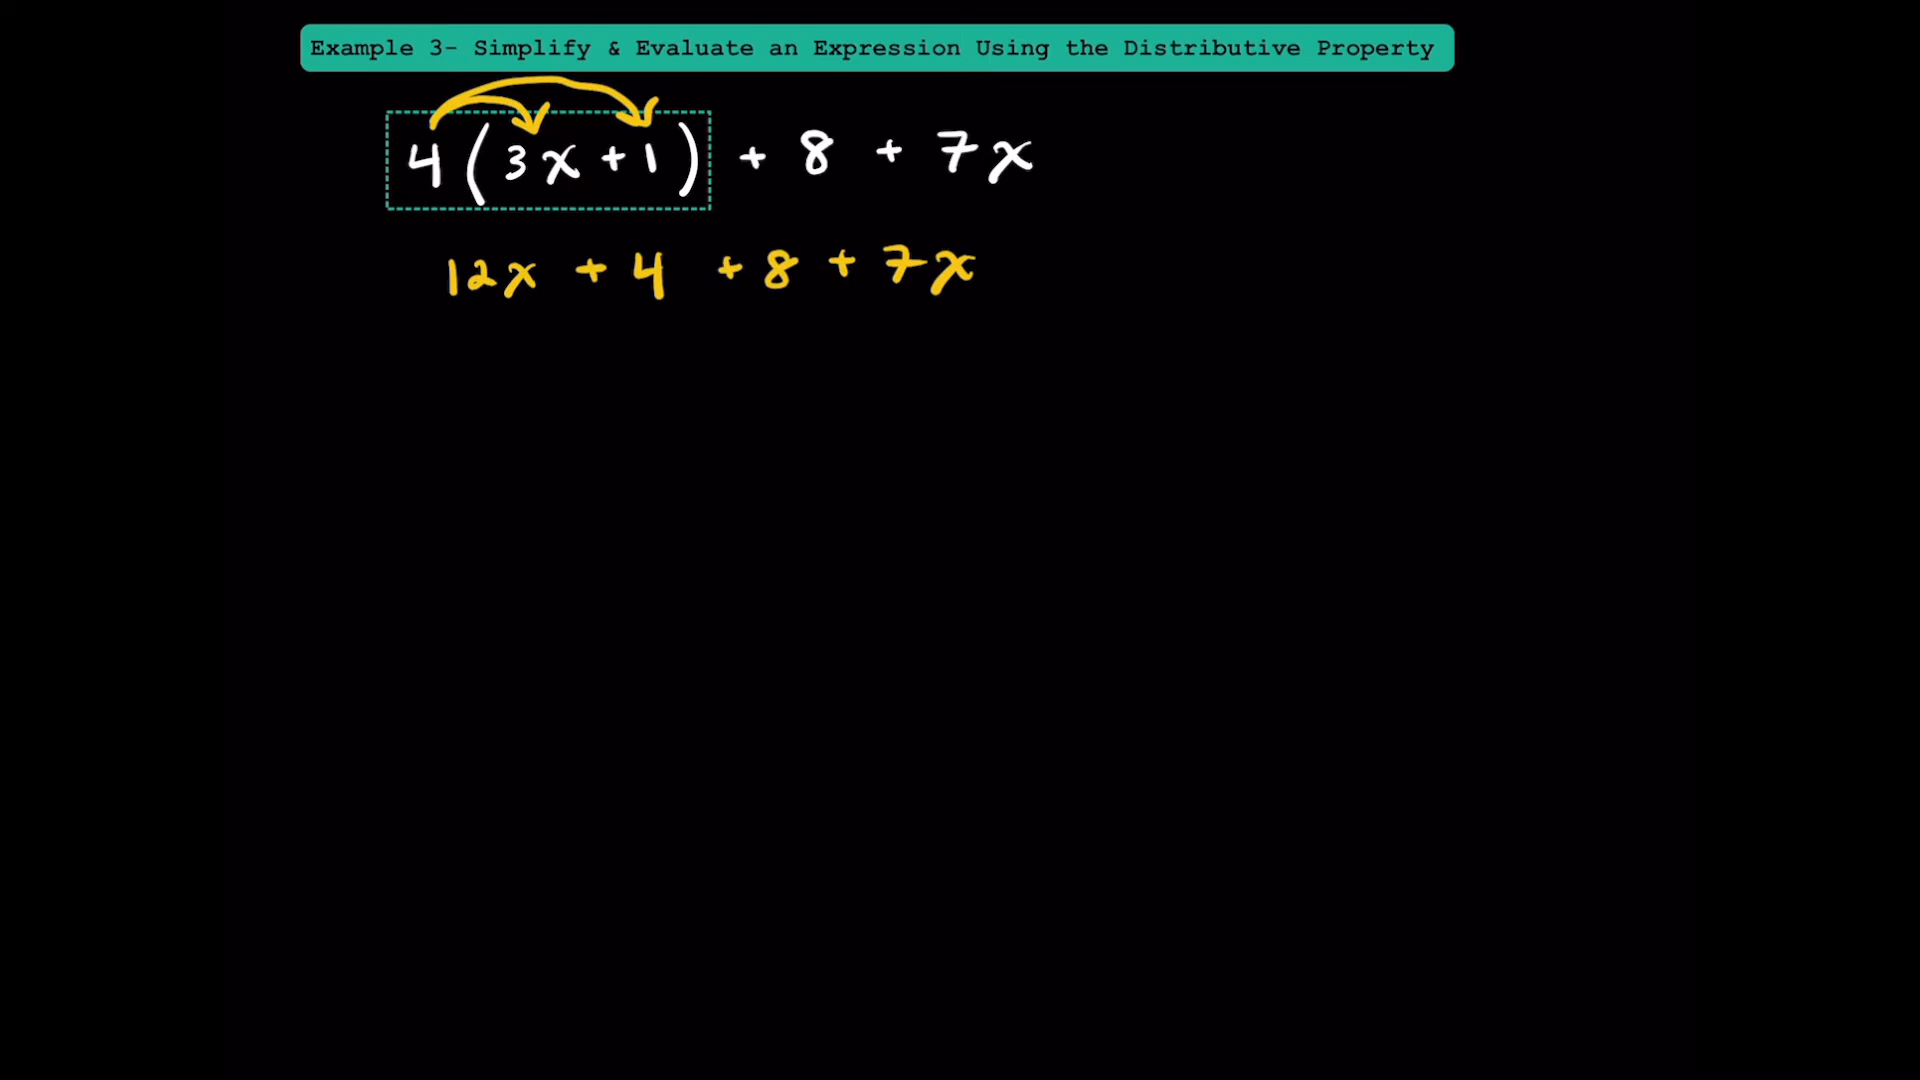 Example 3- Simplify & Evaluate an Expression Using the Distributive Property
4(3x+1) + 8 + 7x
12x + 4 + 8 + 7x